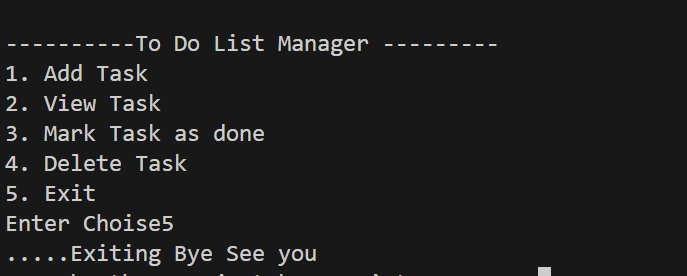 ----------To Do List Manager ---------
1. Add Task
2. View Task
3. Mark Task as done
4. Delete Task
5. Exit
Enter Choise5
.....Exiting Bye See you